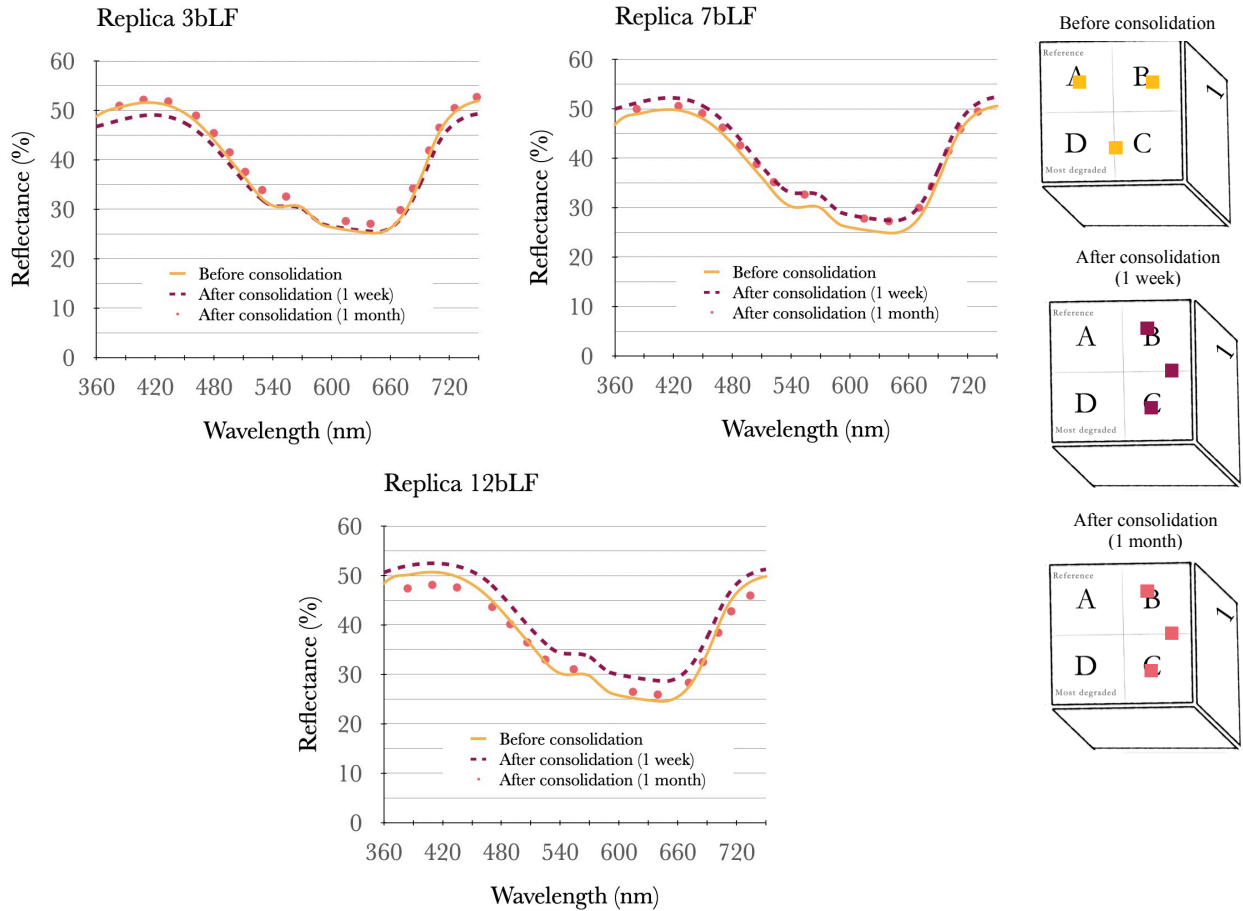 Replica 3bLF
60
50
40
30
20
10
0
Reflectance (%)
Before consolidation
After consolidation (1 week)
After consolidation (1 month)
360 420 480 540 600 660 720
Wavelength (nm)
Replica 7bLF
60
50
40
30
20
10
0
Reflectance (%)
Before consolidation
After consolidation (1 week)
After consolidation (1 month)
360 420 480 540 600 660 720
Wavelength (nm)
Replica 12bLF
60
50
40
30
20
10
0
Reflectance (%)
Before consolidation
After consolidation (1 week)
After consolidation (1 month)
360 420 480 540 600 660 720
Wavelength (nm)
Before consolidation
Reference
A B
1
D C
Most degraded
After consolidation
(1 week)
Reference
A B
1
D C
Most degraded
After consolidation
(1 month)
Reference
A B
1
D C
Most degraded